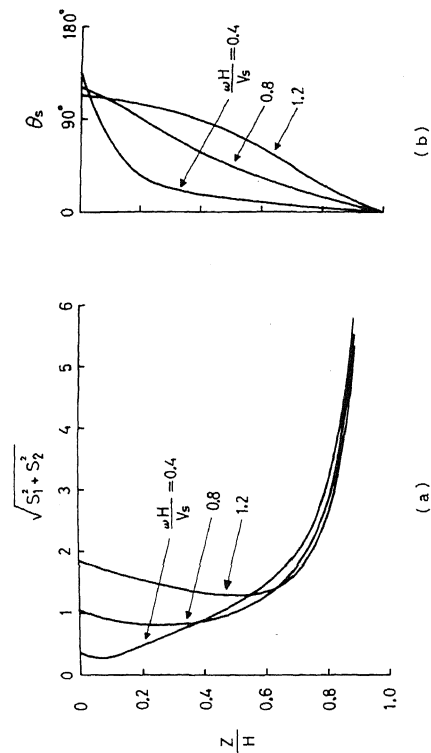 √S₁² + S₂²
0 1 2 3 4 5 6
Z/H
0
0.2
0.4
0.6
0.8
1.0
ωH/Vs = 0.4
0.8
1.2
(a)
θs
0 90° 180°
ωH/Vs = 0.4
0.8
1.2
(b)